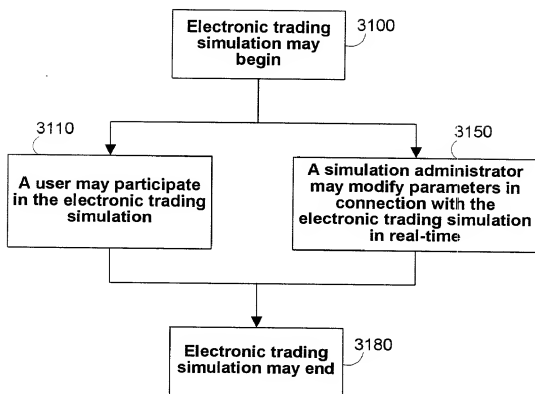 Electronic trading
simulation may
begin
3100
3110
A user may participate
in the electronic trading
simulation
3150
A simulation administrator
may modify parameters in
connection with the
electronic trading simulation
in real-time
Electronic trading
simulation may end
3180